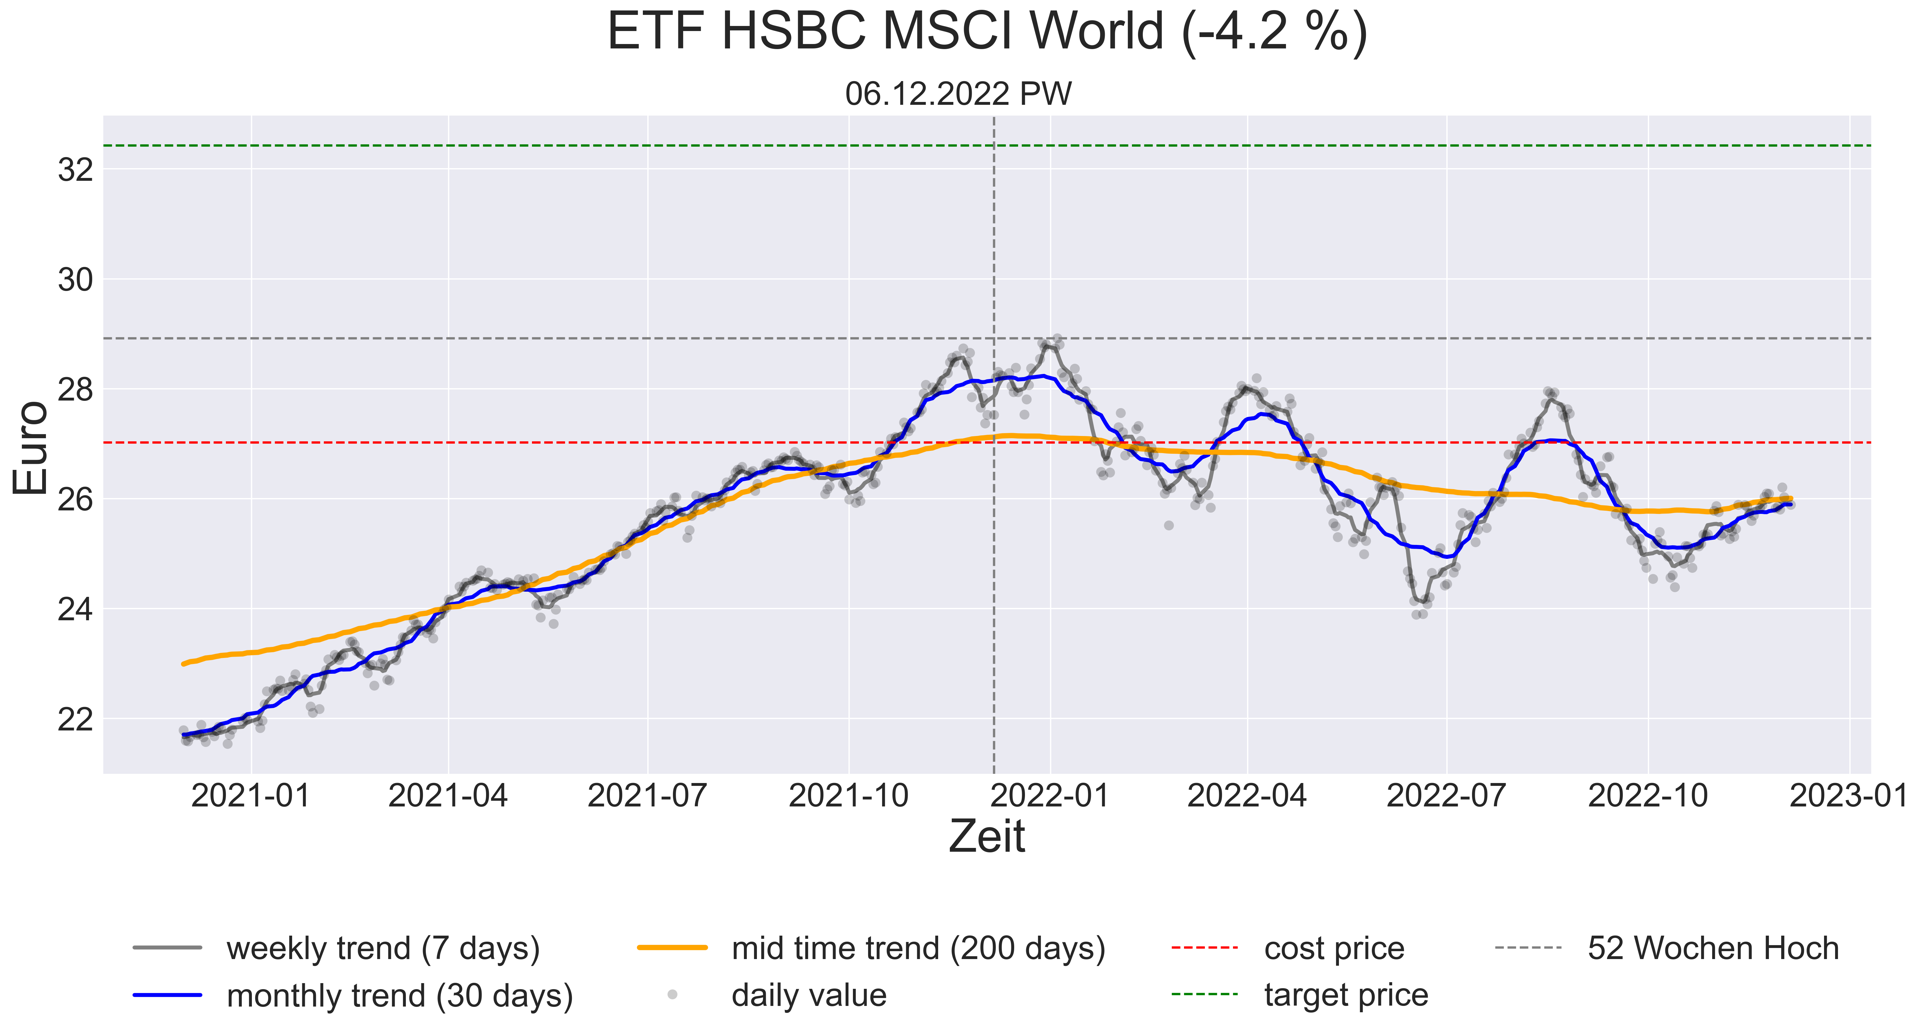 ETF HSBC MSCI World (-4.2 %)
06.12.2022 PW
32
30
28
26
24
22
Euro
2021-01 2021-04 2021-07 2021-10 2022-01 2022-04 2022-07 2022-10 2023-01
Zeit
weekly trend (7 days) mid time trend (200 days) cost price 52 Wochen Hoch
monthly trend (30 days) daily value target price